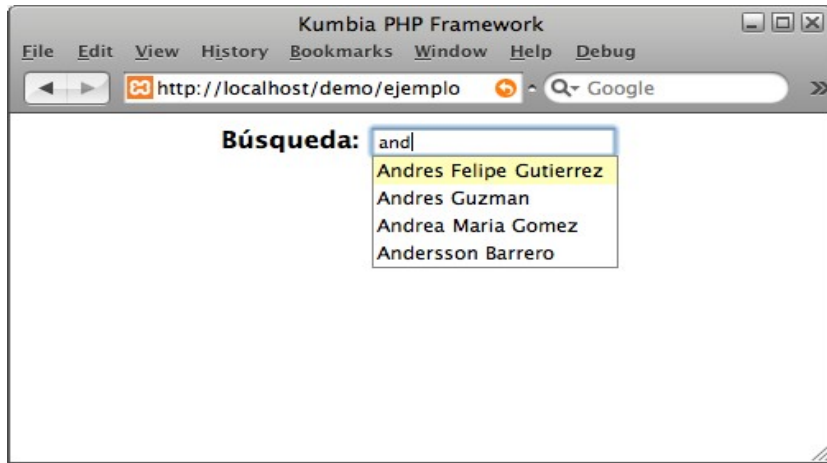 Kumbia PHP Framework
File Edit View History Bookmarks Window Help Debug
http://localhost/demo/ejemplo Google
Búsqueda: and
Andres Felipe Gutierrez
Andres Guzman
Andrea Maria Gomez
Andersson Barrero